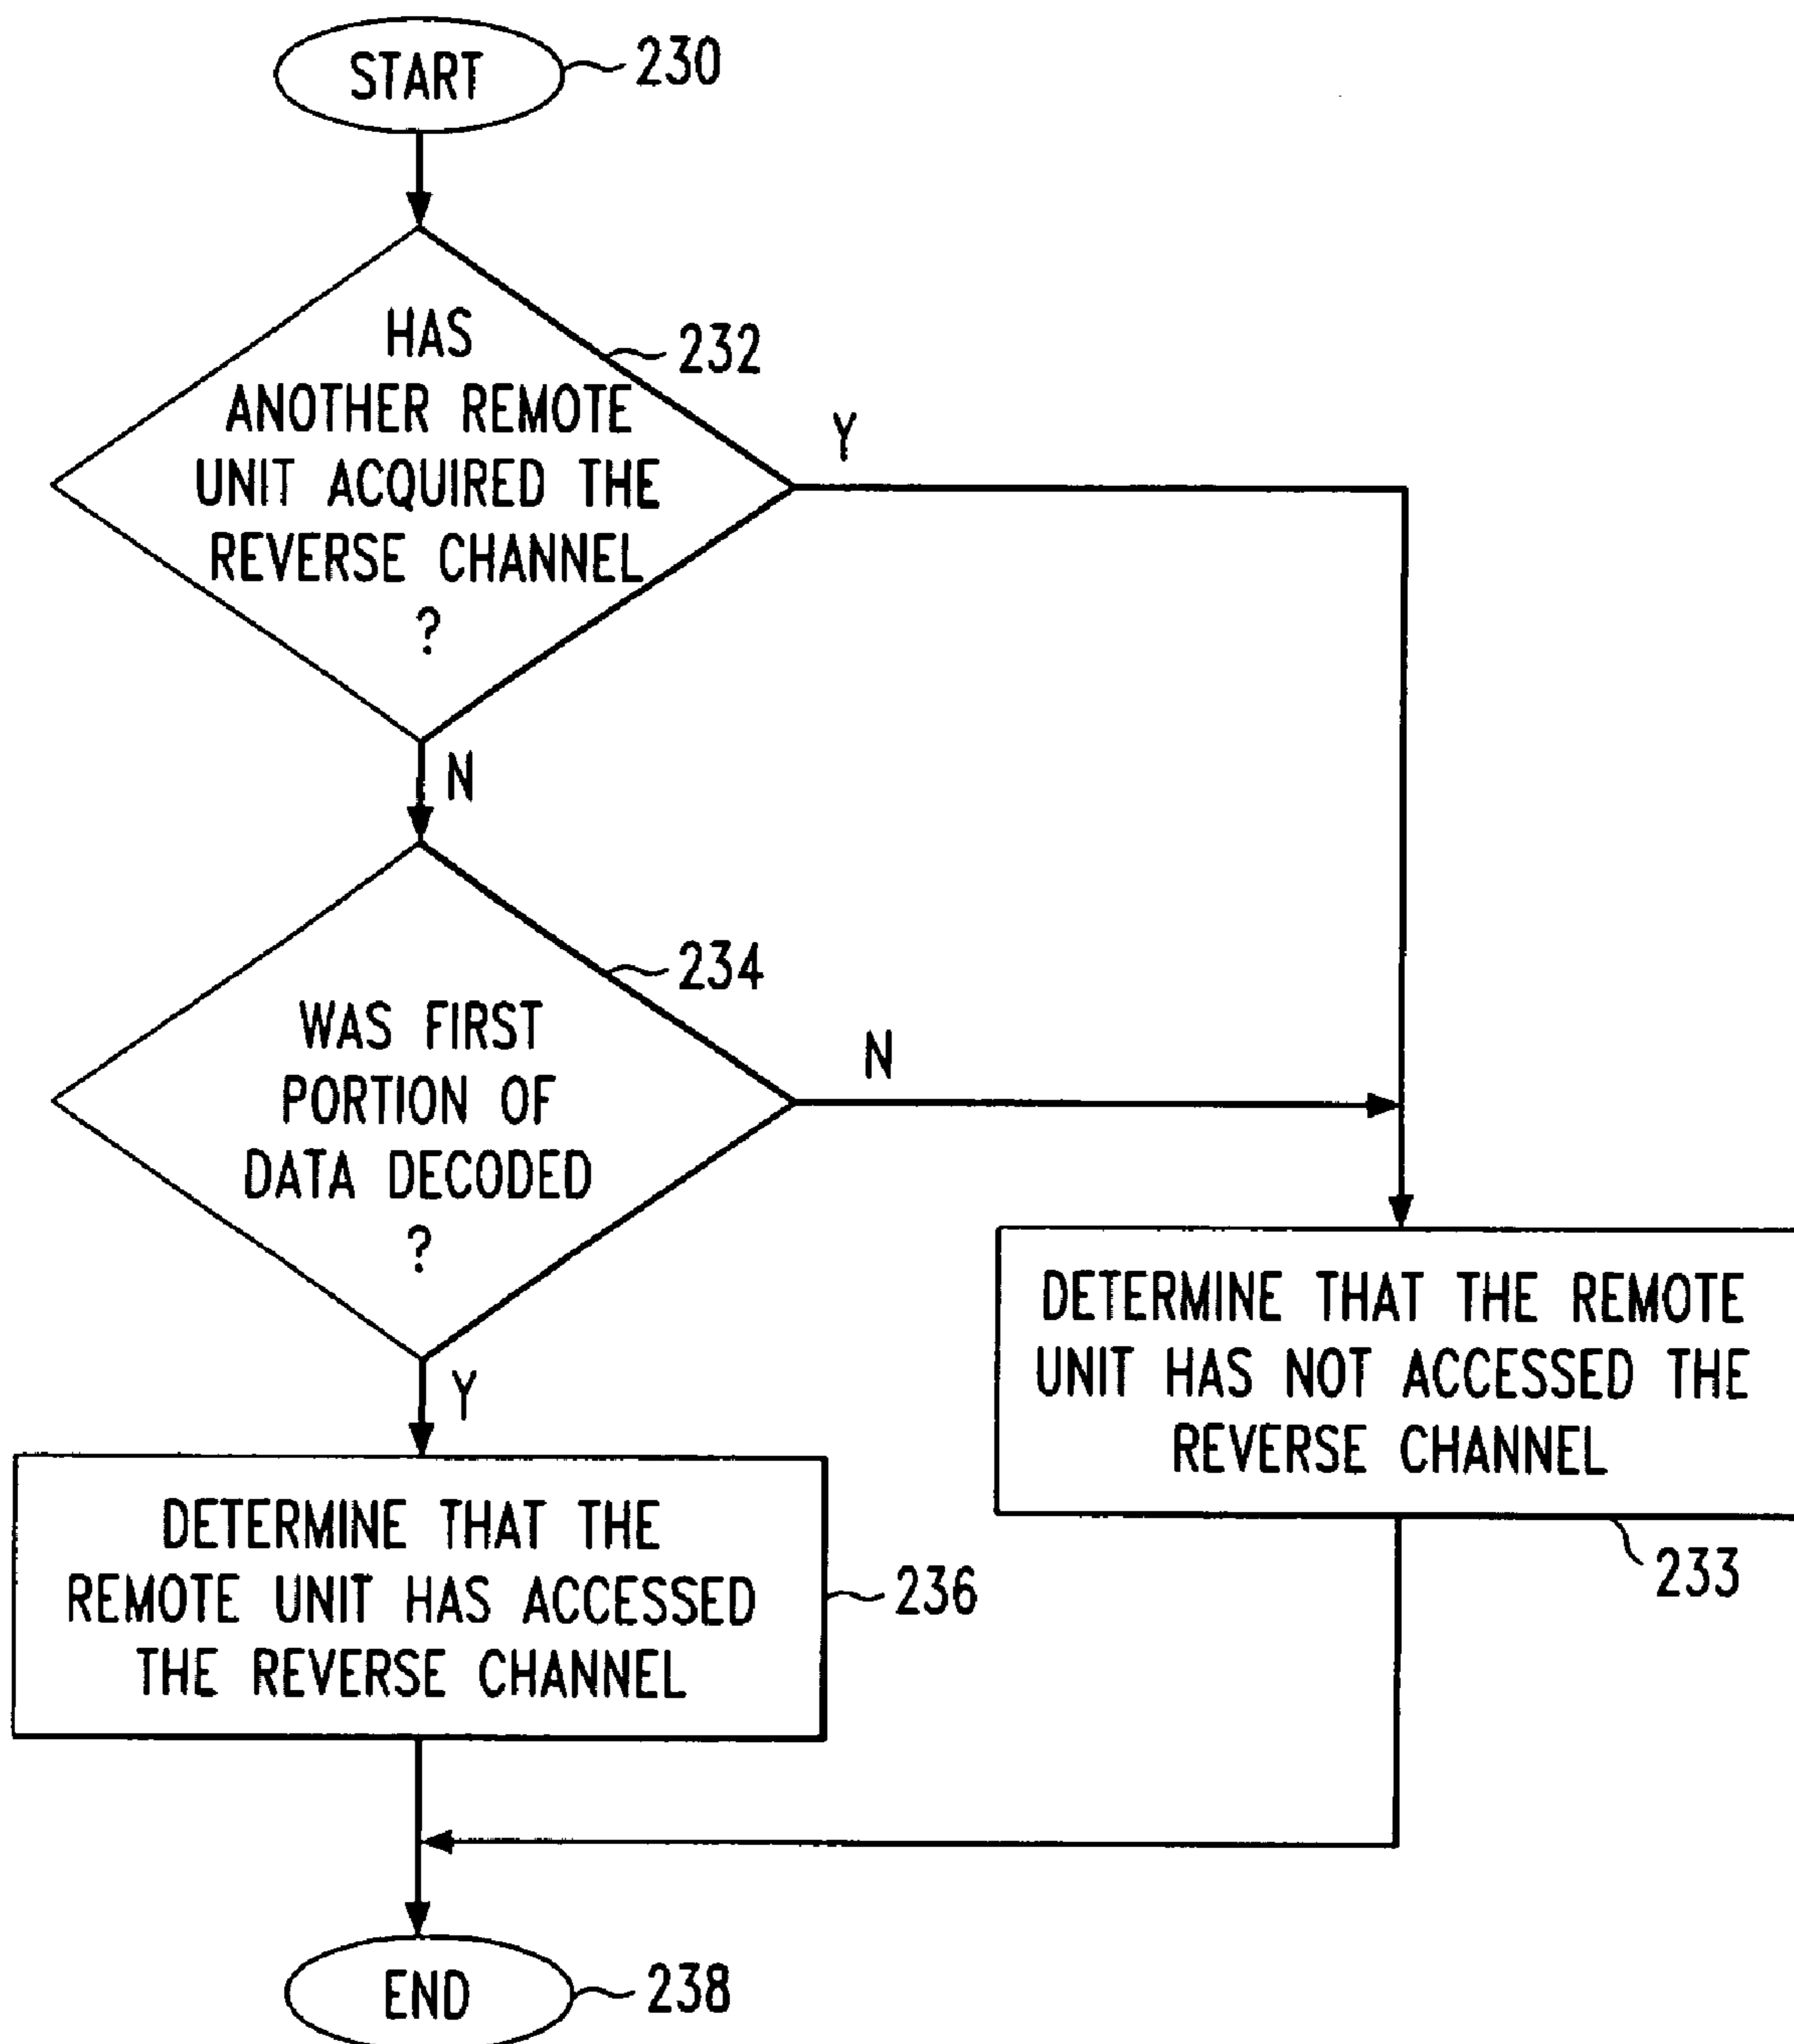 START
230
HAS
ANOTHER REMOTE
UNIT ACQUIRED THE
REVERSE CHANNEL
?
232
Y
N
WAS FIRST
PORTION OF
DATA DECODED
?
234
N
Y
DETERMINE THAT THE REMOTE
UNIT HAS NOT ACCESSED THE
REVERSE CHANNEL
233
DETERMINE THAT THE
REMOTE UNIT HAS ACCESSED
THE REVERSE CHANNEL
236
END
238